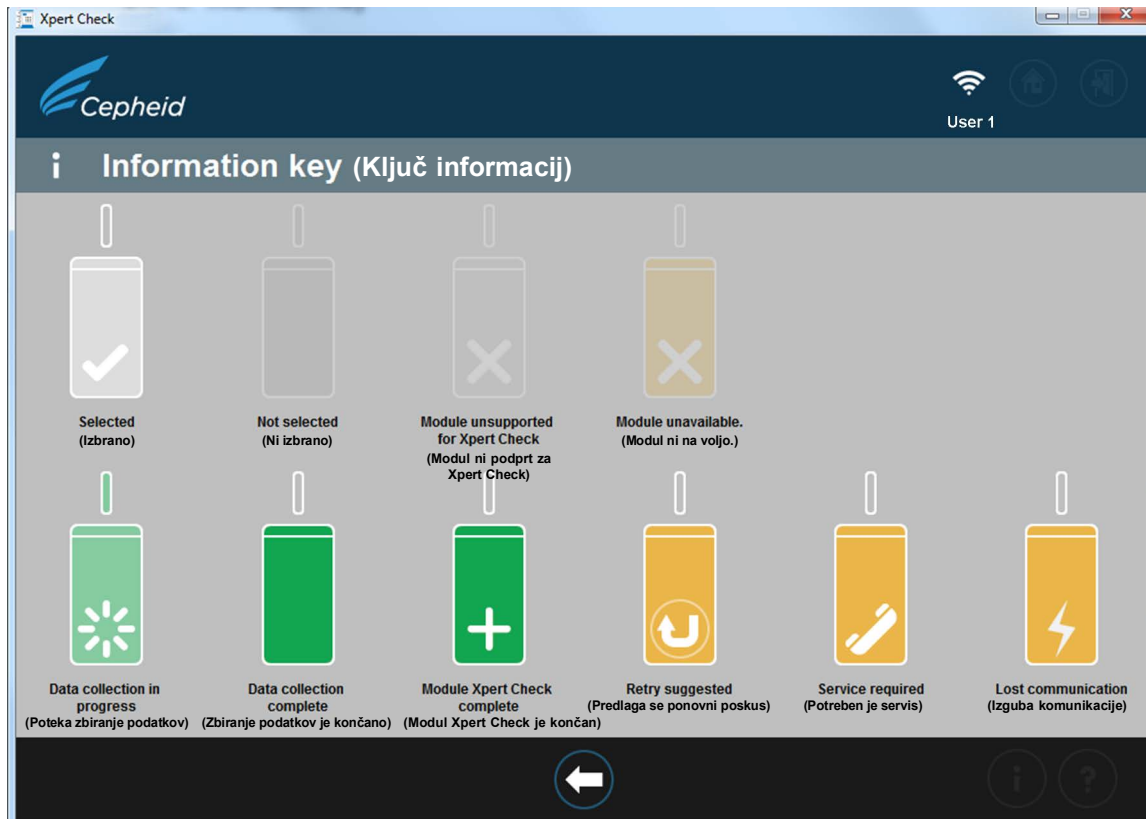 Xpert Check
Cepheid
User 1
i Information key (Ključ informacij)
Selected
(Izbrano)
Not selected
(Ni izbrano)
Module unsupported
for Xpert Check
(Modul ni podprt za
Xpert Check)
Module unavailable.
(Modul ni na voljo.)
Data collection in
progress
(Poteka zbiranje podatkov)
Data collection
complete
(Zbiranje podatkov je končano)
Module Xpert Check
complete
(Modul Xpert Check je končan)
Retry suggested
(Predlaga se ponovni poskus)
Service required
(Potreben je servis)
Lost communication
(Izguba komunikacije)
i ?